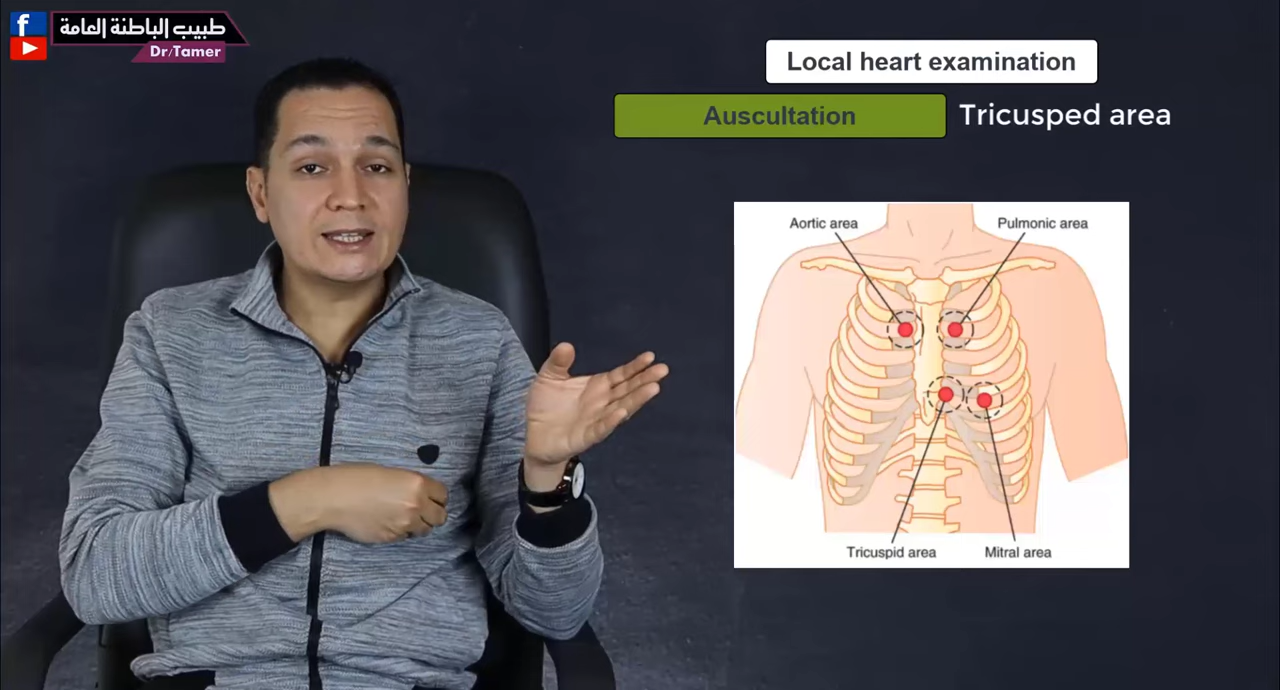 f
طبيب الباطنة العامة
Dr/Tamer
Local heart examination
Auscultation
Tricusped area
Aortic area
Pulmonic area
Tricuspid area
Mitral area